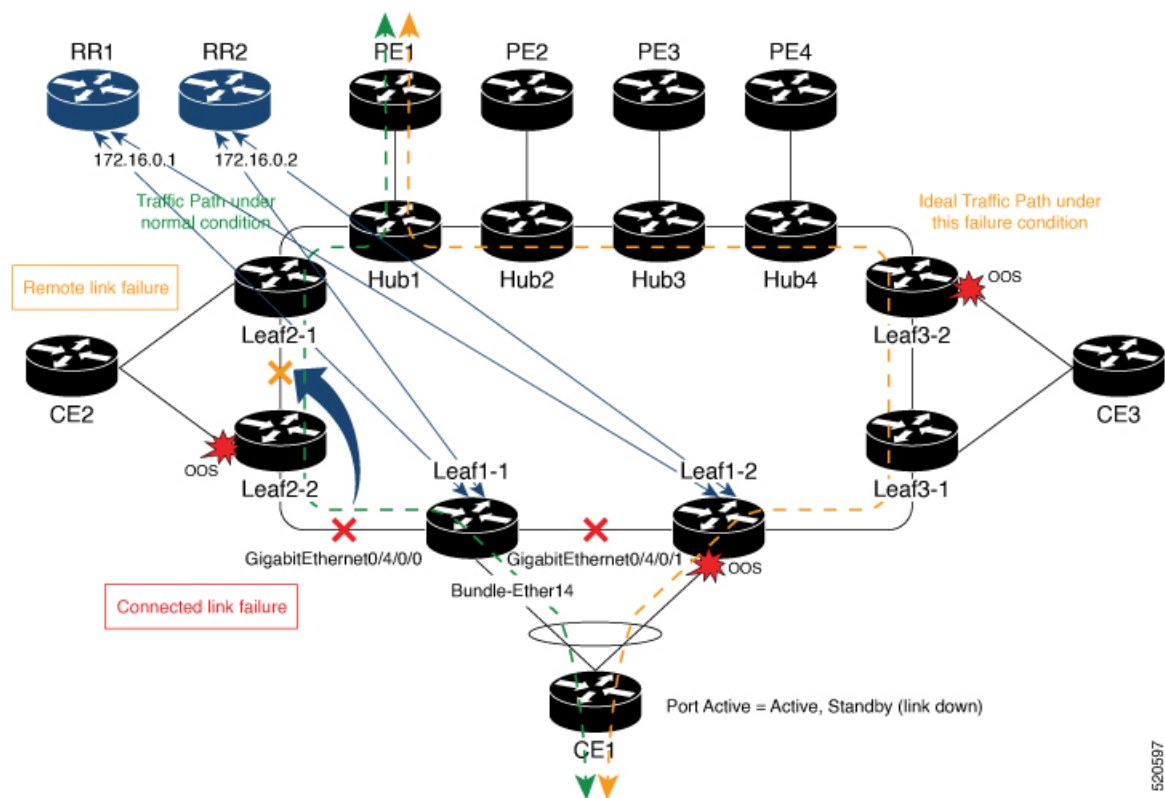 RR1
RR2
PE1
PE2
PE3
PE4
172.16.0.1
172.16.0.2
Traffic Path under
normal condition
Ideal Traffic Path under
this failure condition
Hub1
Hub2
Hub3
Hub4
Remote link failure
OOS
Leaf2-1
Leaf3-2
CE2
CE3
OOS
Leaf2-2
Leaf1-1
Leaf1-2
Leaf3-1
GigabitEthernet0/4/0/0
GigabitEthernet0/4/0/1
OOS
Bundle-Ether14
Connected link failure
Port Active = Active, Standby (link down)
CE1
520597